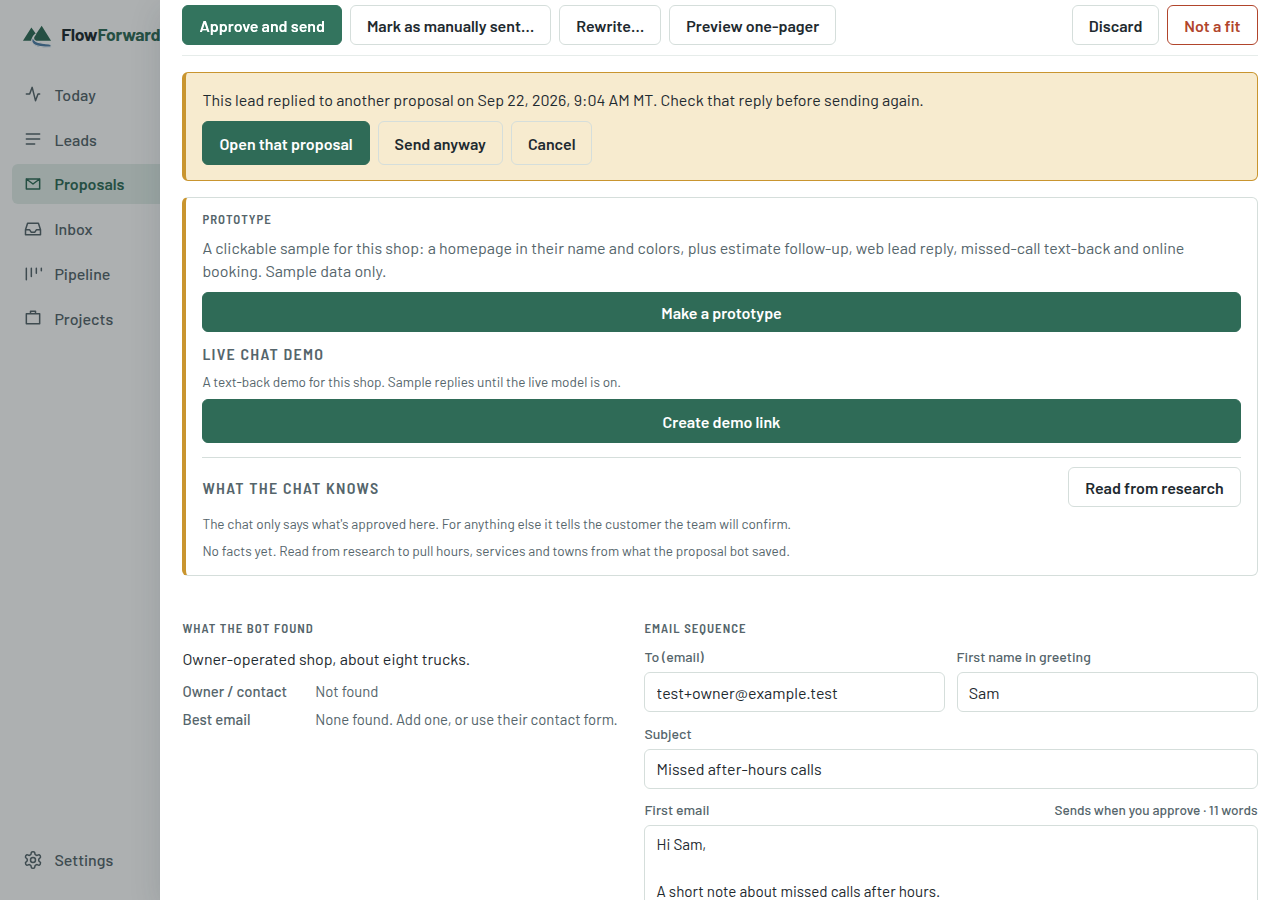 FlowForward
Today
Leads
Proposals
Inbox
Pipeline
Projects
Settings
Approve and send
Mark as manually sent…
Rewrite…
Preview one-pager
Discard
Not a fit
This lead replied to another proposal on Sep 22, 2026, 9:04 AM MT. Check that reply before sending again.
Open that proposal
Send anyway
Cancel
PROTOTYPE
A clickable sample for this shop: a homepage in their name and colors, plus estimate follow-up, web lead reply, missed-call text-back and online
booking. Sample data only.
Make a prototype
LIVE CHAT DEMO
A text-back demo for this shop. Sample replies until the live model is on.
Create demo link
WHAT THE CHAT KNOWS
Read from research
The chat only says what's approved here. For anything else it tells the customer the team will confirm.
No facts yet. Read from research to pull hours, services and towns from what the proposal bot saved.
WHAT THE BOT FOUND
Owner-operated shop, about eight trucks.
Owner / contact Not found
Best email None found. Add one, or use their contact form.
EMAIL SEQUENCE
To (email) First name in greeting
test+owner@example.test Sam
Subject
Missed after-hours calls
First email Sends when you approve · 11 words
Hi Sam,
A short note about missed calls after hours.